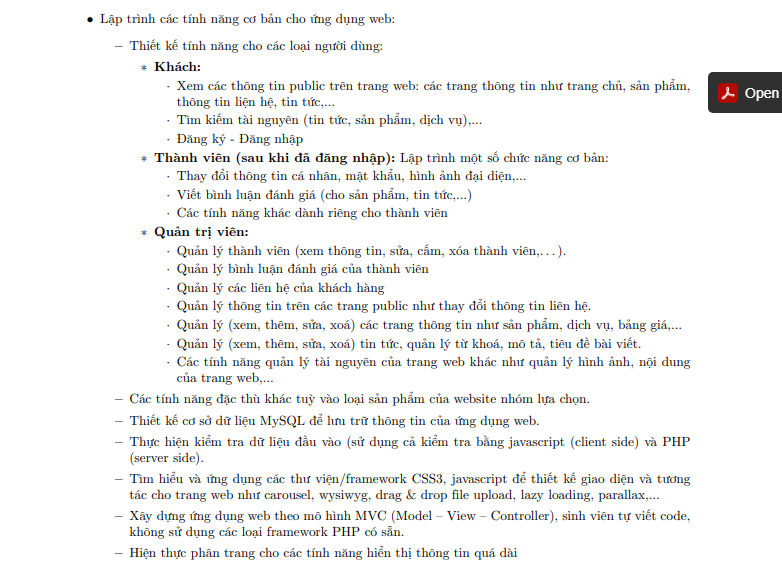 • Lập trình các tính năng cơ bản cho ứng dụng web:
– Thiết kế tính năng cho các loại người dùng:
* Khách:
· Xem các thông tin public trên trang web: các trang thông tin như trang chủ, sản phẩm,
thông tin liện hệ, tin tức,...
· Tìm kiếm tài nguyên (tin tức, sản phẩm, dịch vụ),...
· Đăng ký - Đăng nhập
* Thành viên (sau khi đã đăng nhập): Lập trình một số chức năng cơ bản:
· Thay đổi thông tin cá nhân, mật khẩu, hình ảnh đại diện,...
· Viết bình luận đánh giá (cho sản phẩm, tin tức,...)
· Các tính năng khác dành riêng cho thành viên
* Quản trị viên:
· Quản lý thành viên (xem thông tin, sửa, cấm, xóa thành viên,...).
· Quản lý bình luận đánh giá của thành viên
· Quản lý các liên hệ của khách hàng
· Quản lý thông tin trên các trang public như thay đổi thông tin liên hệ.
· Quản lý (xem, thêm, sửa, xoá) các trang thông tin như sản phẩm, dịch vụ, bảng giá,...
· Quản lý (xem, thêm, sửa, xoá) tin tức, quản lý từ khoá, mô tả, tiêu đề bài viết.
· Các tính năng quản lý tài nguyên của trang web khác như quản lý hình ảnh, nội dung
của trang web,...
– Các tính năng đặc thù khác tuỳ vào loại sản phẩm của website nhóm lựa chọn.
– Thiết kế cơ sở dữ liệu MySQL để lưu trữ thông tin của ứng dụng web.
– Thực hiện kiểm tra dữ liệu đầu vào (sử dụng cả kiểm tra bằng javascript (client side) và PHP
(server side).
– Tìm hiểu và ứng dụng các thư viện/framework CSS3, javascript để thiết kế giao diện và tương
tác cho trang web như carousel, wysiwyg, drag & drop file upload, lazy loading, parallax,...
– Xây dựng ứng dụng web theo mô hình MVC (Model – View – Controller), sinh viên tự viết code,
không sử dụng các loại framework PHP có sẵn.
– Hiện thực phân trang cho các tính năng hiển thị thông tin quá dài
Open